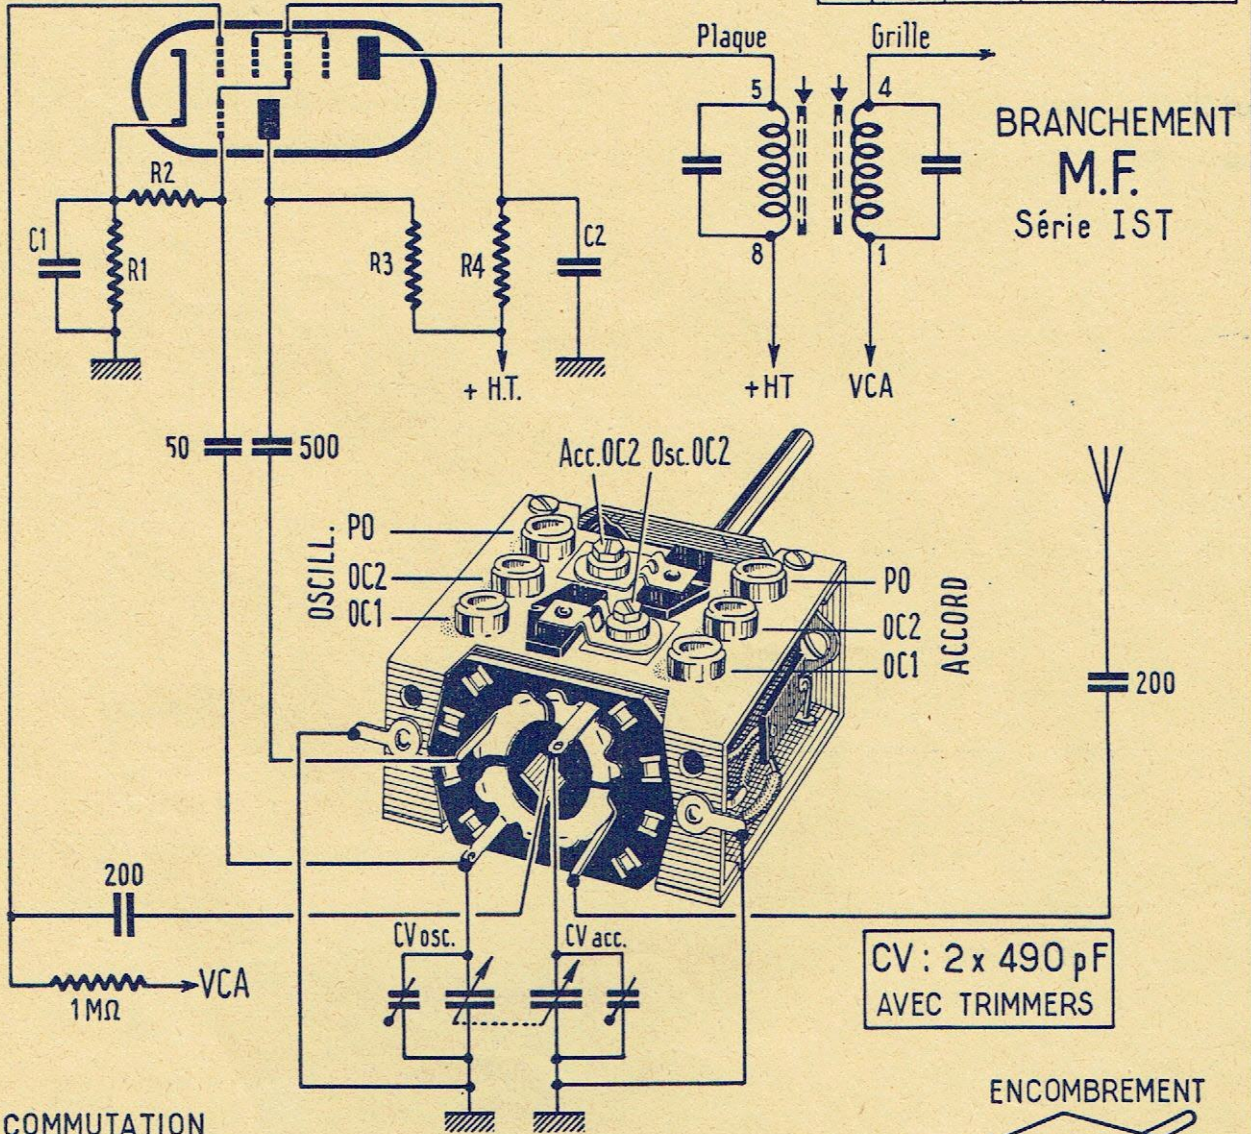 Plaque
Grille
5
4
BRANCHEMENT
M.F.
Série IST
R2
C1
R1
R3
R4
C2
8
1
+ H.T.
+HT
VCA
50
500
Acc.OC2
Osc.OC2
OSCILL.
PO
OC2
OC1
PO
OC2
OC1
ACCORD
200
C
C
200
CV osc.
CV acc.
CV : 2 x 490 pF
AVEC TRIMMERS
1MΩ
VCA
ENCOMBREMENT
COMMUTATION